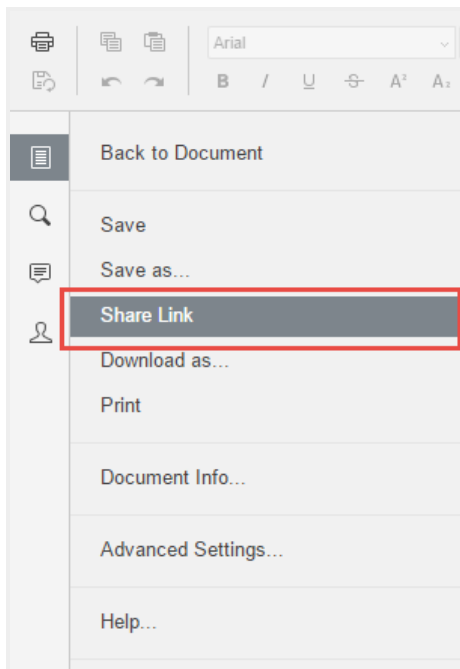 Arial
B I U S A² A₂
Back to Document
Save
Save as...
Share Link
Download as...
Print
Document Info...
Advanced Settings...
Help...